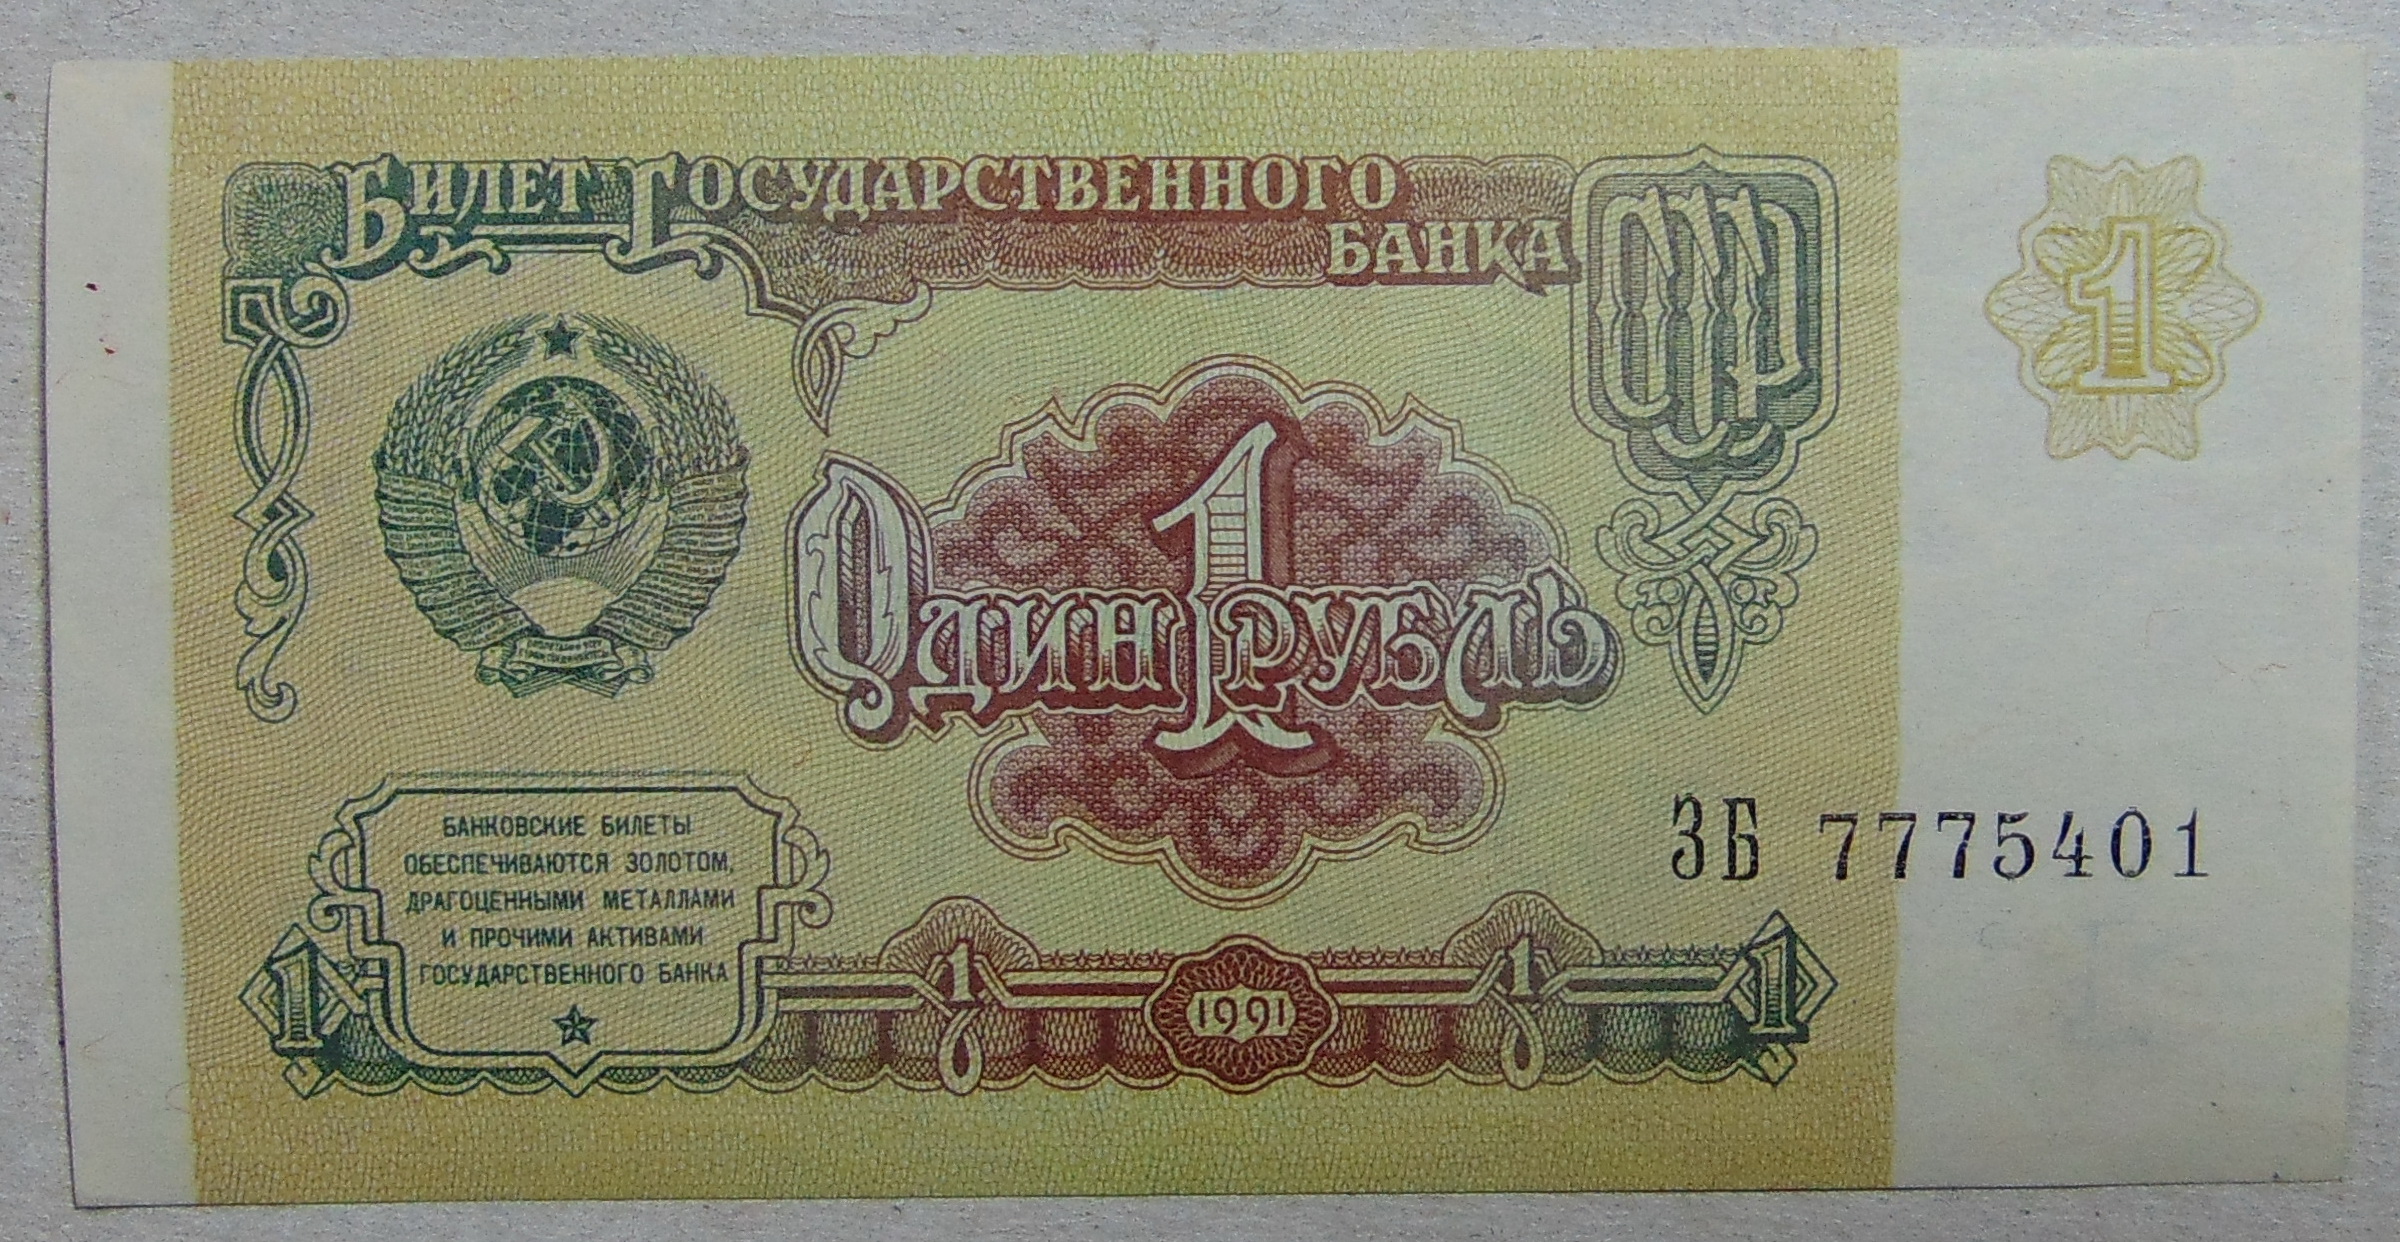 БИЛЕТ ГОСУДАРСТВЕННОГО
БАНКА СССР
1
ОДИН 1 РУБЛЬ
БАНКОВСКИЕ БИЛЕТЫ
ОБЕСПЕЧИВАЮТСЯ ЗОЛОТОМ,
ДРАГОЦЕННЫМИ МЕТАЛЛАМИ
И ПРОЧИМИ АКТИВАМИ
ГОСУДАРСТВЕННОГО БАНКА
ЗБ 7775401
1 1 1991 1 1